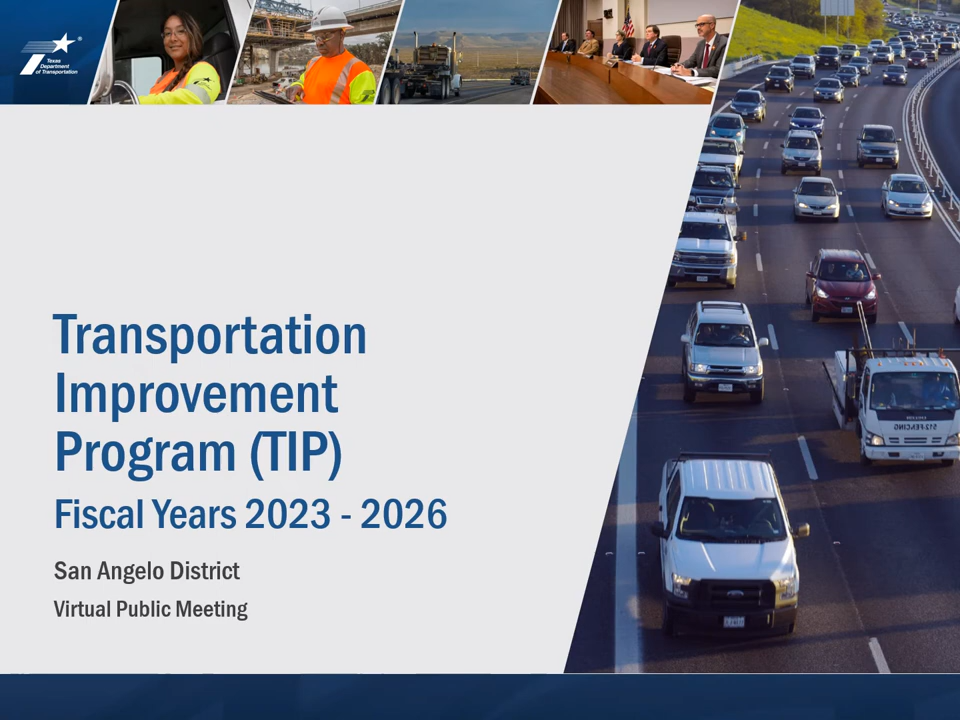 Texas
Department
of Transportation
Transportation
Improvement
Program (TIP)
Fiscal Years 2023 - 2026
San Angelo District
Virtual Public Meeting